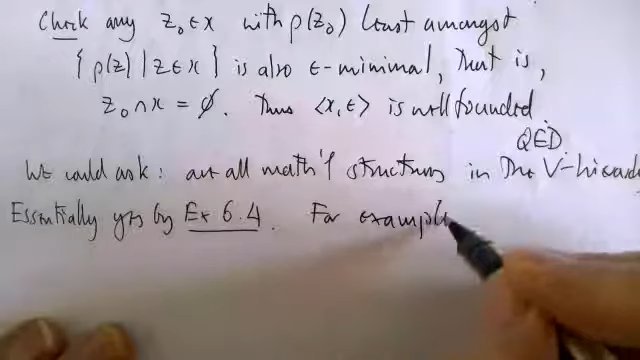 Check any z₀ ∈ x with ρ(z₀) least amongst
{ρ(z) | z ∈ x} is also ∈-minimal, that is,
z₀ ∩ x = ∅. Thus ⟨x, ∈⟩ is wellfounded
QED
We could ask: are all math'l structures in the V-hierar
Essentially yes by Ex 6.4. For example